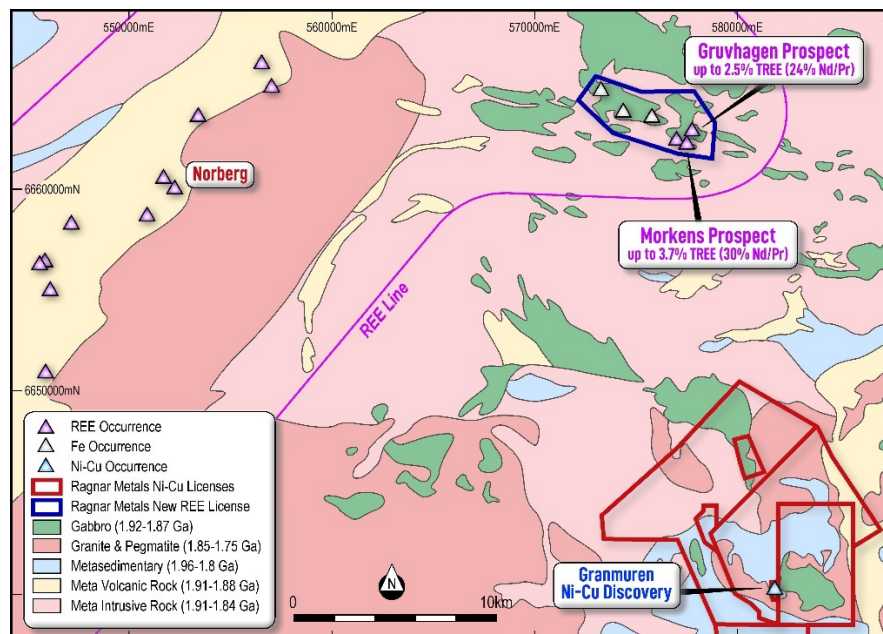 550000mE
560000mE
570000mE
580000mE
Gruvhagen Prospect
up to 2.5% TREE (24% Nd/Pr)
Norberg
6660000mN
Morkens Prospect
up to 3.7% TREE (30% Nd/Pr)
REE Line
6650000mN
REE Occurrence
Fe Occurrence
Ni-Cu Occurrence
Ragnar Metals Ni-Cu Licenses
Ragnar Metals New REE License
Gabbro (1.92-1.87 Ga)
Granite & Pegmatite (1.85-1.75 Ga)
Metasedimentary (1.96-1.8 Ga)
Meta Volcanic Rock (1.91-1.88 Ga)
Meta Intrusive Rock (1.91-1.84 Ga)
N
0
10km
Granmuren
Ni-Cu Discovery